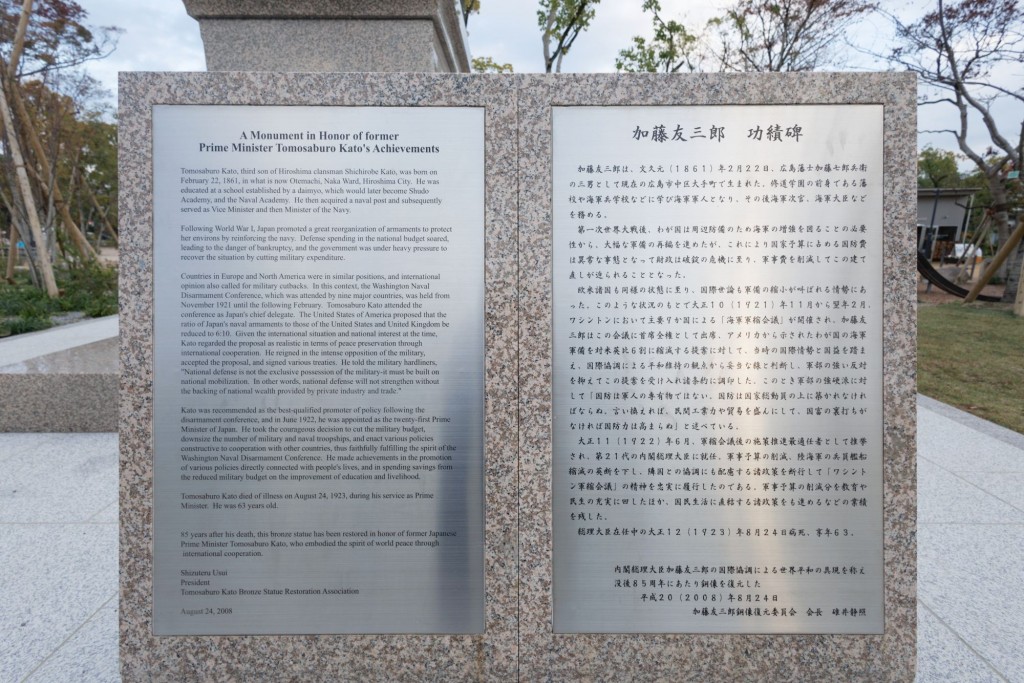 A Monument in Honor of former
Prime Minister Tomosaburo Kato's Achievements
Tomosaburo Kato, third son of Hiroshima clansman Shichirobe Kato, was born on
February 22, 1861, in what is now Otemachi, Naka Ward, Hiroshima City. He was
educated at a school established by a daimyo, which would later become Shudo
Academy, and the Naval Academy. He then acquired a naval post and subsequently
served as Vice Minister and then Minister of the Navy.
Following World War I, Japan promoted a great reorganization of armaments to protect
her environs by reinforcing the navy. Defense spending in the national budget soared,
leading to the danger of bankruptcy, and the government was under heavy pressure to
recover the situation by cutting military expenditure.
Countries in Europe and North America were in similar positions, and international
opinion also called for military cutbacks. In this context, the Washington Naval
Disarmament Conference, which was attended by nine major countries, was held from
November 1921 until the following February. Tomosaburo Kato attended the
conference as Japan's chief delegate. The United States of America proposed that the
ratio of Japan's naval armaments to those of the United States and United Kingdom be
reduced to 6:10. Given the international situation and national interest at the time,
Kato regarded the proposal as realistic in terms of peace preservation through
international cooperation. He reigned in the intense opposition of the military,
accepted the proposal, and signed various treaties. He told the military hardliners,
"National defense is not the exclusive possession of the military-it must be built on
national mobilization. In other words, national defense will not strengthen without
the backing of national wealth provided by private industry and trade."
Kato was recommended as the best-qualified promoter of policy following the
disarmament conference, and in June 1922, he was appointed as the twenty-first Prime
Minister of Japan. He took the courageous decision to cut the military budget,
downsize the number of military and naval troopships, and enact various policies
constructive to cooperation with other countries, thus faithfully fulfilling the spirit of the
Washington Naval Disarmament Conference. He made achievements in the promotion
of various policies directly connected with people's lives, and in spending savings from
the reduced military budget on the improvement of education and livelihood.
Tomosaburo Kato died of illness on August 24, 1923, during his service as Prime
Minister. He was 63 years old.
85 years after his death, this bronze statue has been restored in honor of former Japanese
Prime Minister Tomosaburo Kato, who embodied the spirit of world peace through
international cooperation.
Shizuteru Usui
President
Tomosaburo Kato Bronze Statue Restoration Association
August 24, 2008
加藤友三郎 功績碑
加藤友三郎は、文久元(1861)年2月22日、広島藩士加藤七郎兵衛
の三男として現在の広島市中区大手町で生まれた。修道学園の前身である藩
校や海軍兵学校などに学び海軍軍人となり、その後海軍次官、海軍大臣など
を務める。
第一次世界大戦後、わが国は周辺防備のため海軍の増強を図ることの必要
性から、大幅な軍備の再編を進めたが、これにより国家予算に占める国防費
は異常な事態となって財政は破綻の危機に至り、軍事費を削減してこの建て
直しが迫られることとなった。
欧米諸国も同様の状態に至り、国際世論も軍備の縮小が叫ばれる情勢にあ
った。このような状況のもとで大正10(1921)年11月から翌年2月、
ワシントンにおいて主要9か国による「海軍軍縮会議」が開催され、加藤友
三郎はこの会議に首席全権として出席、アメリカから示されたわが国の海軍
軍備を対米英比6割に縮減する提案に対して、当時の国際情勢と国益を踏ま
え、国際協調による平和維持の観点から妥当な線と判断し、軍部の強い反対
を抑えてこの提案を受け入れ諸条約に調印した。このとき軍部の強硬派に対
して「国防は軍人の専有物ではない。国防は国家総動員の上に築かれなけれ
ばならぬ。言い換えれば、民間工業力や貿易を盛んにして、国富の裏打ちが
なければ国防力は高まらぬ」と述べている。
大正11(1922)年6月、軍縮会議後の施策推進最適任者として推挙
され、第21代の内閣総理大臣に就任、軍事予算の削減、陸海軍の兵員艦船
縮減の英断を下し、隣国との協調にも配慮する諸政策を断行して「ワシント
ン軍縮会議」の精神を忠実に履行したのである。軍事予算の削減分を教育や
民生の充実に回したほか、国民生活に直結する諸政策をも進めるなどの業績
を残した。
総理大臣在任中の大正12(1923)年8月24日病死、享年63。
内閣総理大臣加藤友三郎の国際協調による世界平和の具現を称え
没後85周年にあたり銅像を復元した
平成20(2008)年8月24日
加藤友三郎銅像復元委員会 会長 碓井静照